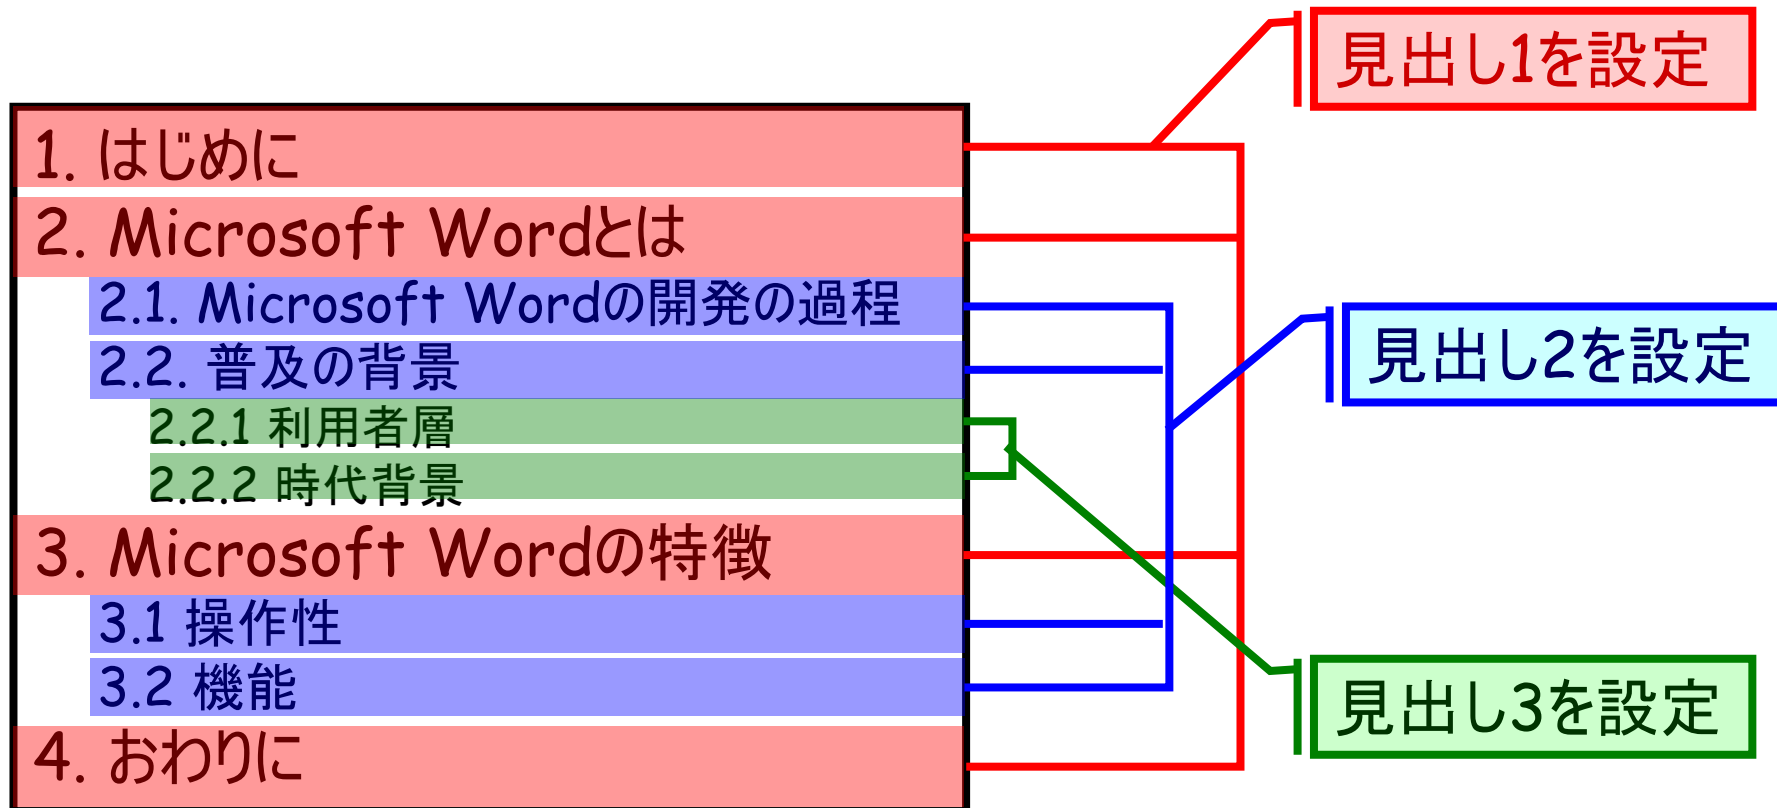 見出し1を設定
1. はじめに
2. Microsoft Wordとは
2.1. Microsoft Wordの開発の過程
2.2. 普及の背景
見出し2を設定
2.2.1 利用者層
2.2.2 時代背景
3. Microsoft Wordの特徴
3.1 操作性
3.2 機能
見出し3を設定
4. おわりに